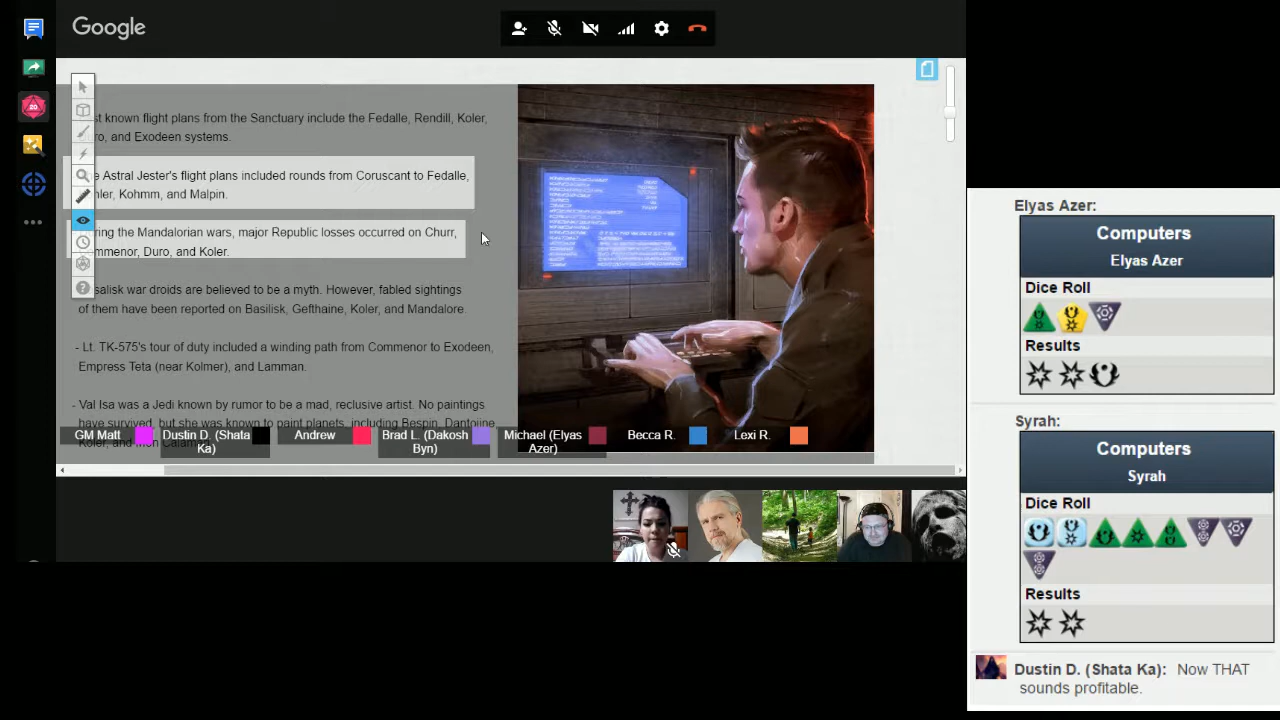 Google
st known flight plans from the Sanctuary include the Fedalle, Rendill, Koler,
ro, and Exodeen systems.
e Astral Jester's flight plans included rounds from Coruscant to Fedalle,
hler, Kohmm, and Malpin.
ring the Mandalorian wars, major Republic losses occurred on Churr,
mmenor, Duro, and Koler.
salisk war droids are believed to be a myth. However, fabled sightings
of them have been reported on Basilisk, Gefthaine, Koler, and Mandalore.
- Lt. TK-575's tour of duty included a winding path from Commenor to Exodeen,
Empress Teta (near Kolmer), and Lamman.
- Val Isa was a Jedi known by rumor to be a mad, reclusive artist. No paintings
have survived, but she was known to paint planets, including Bespin, Dantooine,
GM Matt
Dustin D. (Shata
Ka)
Andrew
Brad L. (Dakosh
Byn)
Michael (Elyas
Azer)
Becca R.
Lexi R.
20
Elyas Azer:
Computers
Elyas Azer
Dice Roll
Results
Syrah:
Computers
Syrah
Dice Roll
Results
Dustin D. (Shata Ka): Now THAT
sounds profitable.